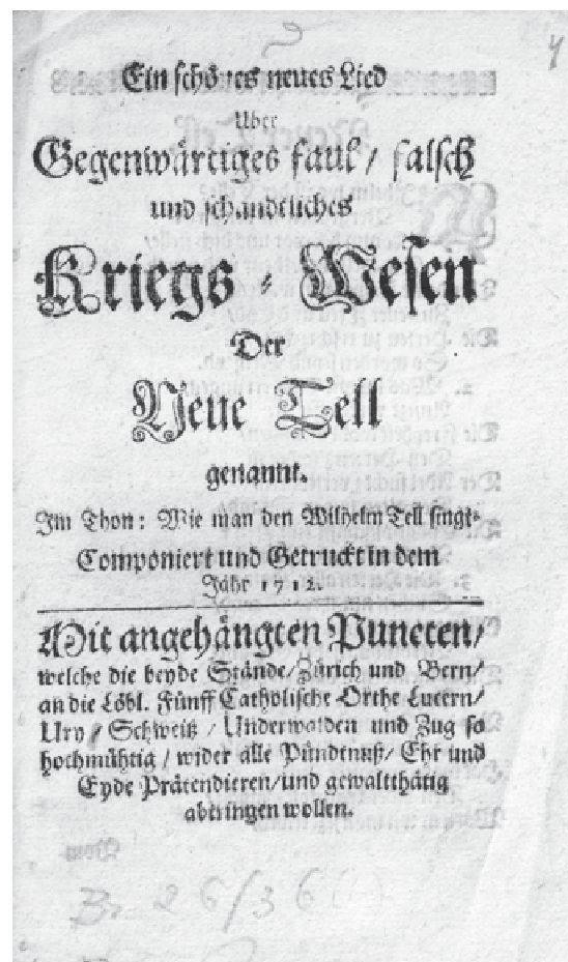 4
Ein schönes neues Lied
Uber
Gegenwärtiges faul / falsch
und schandtliches
Kriegs-Wesen
Der
Neue Tell
genannt.
Im Thon: Wie man den Wilhelm Tell singt.
Componiert und Getruckt in dem
Jahr 1712.
Mit angehängten Puncten /
welche die beyde Stände / Zürich und Bern /
an die Löbl. Fünff Catholische Orthe Lucern /
Ury / Schweitz / Underwalden und Zug so
hochmühtig / wider alle Pündtnuß / Ehr und
Eyde Prätendieren / und gewaltthätig
abtringen wollen.
26/36